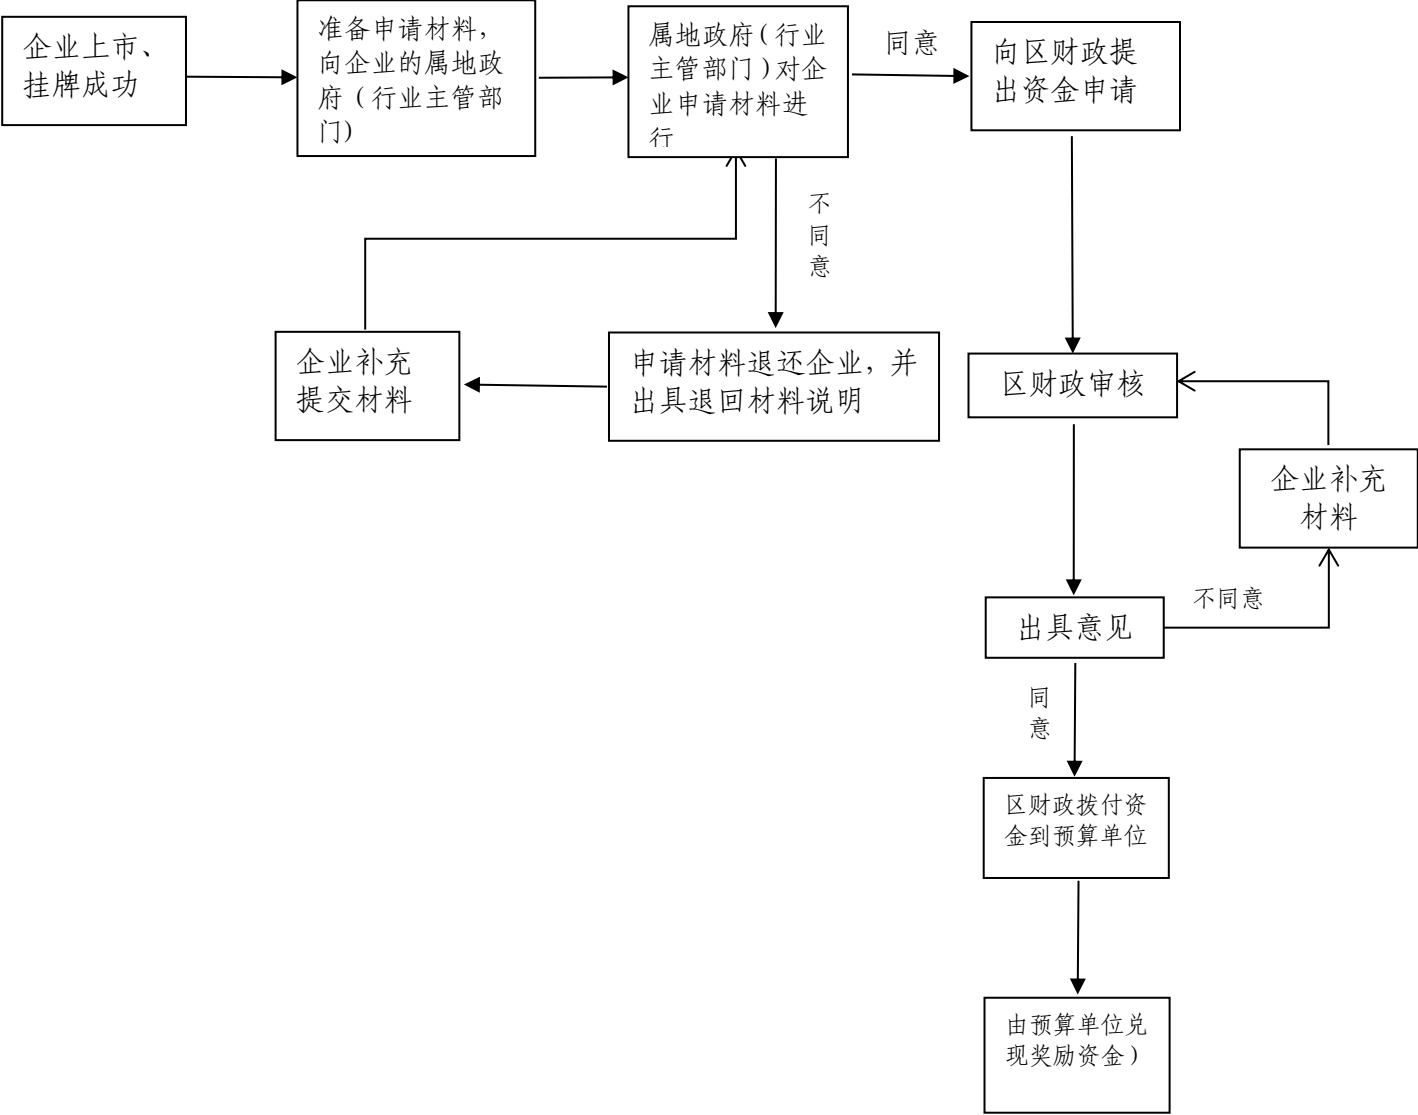 企业上市、
挂牌成功
准备申请材料，
向企业的属地政
府（行业主管部
门）
属地政府（行业
主管部门）对企
业申请材料进
行
同意
向区财政提
出资金申请
不
同
意
企业补充
提交材料
申请材料退还企业，并
出具退回材料说明
区财政审核
企业补充
材料
出具意见
不同意
同
意
区财政拨付资
金到预算单位
由预算单位兑
现奖励资金）